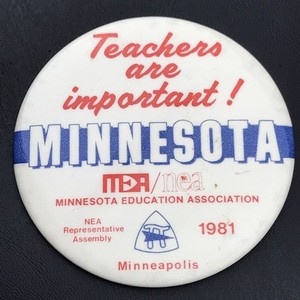 Teachers
are
important!
MINNESOTA
MEA/nea
MINNESOTA EDUCATION ASSOCIATION
NEA
Representative
Assembly
1981
Minneapolis